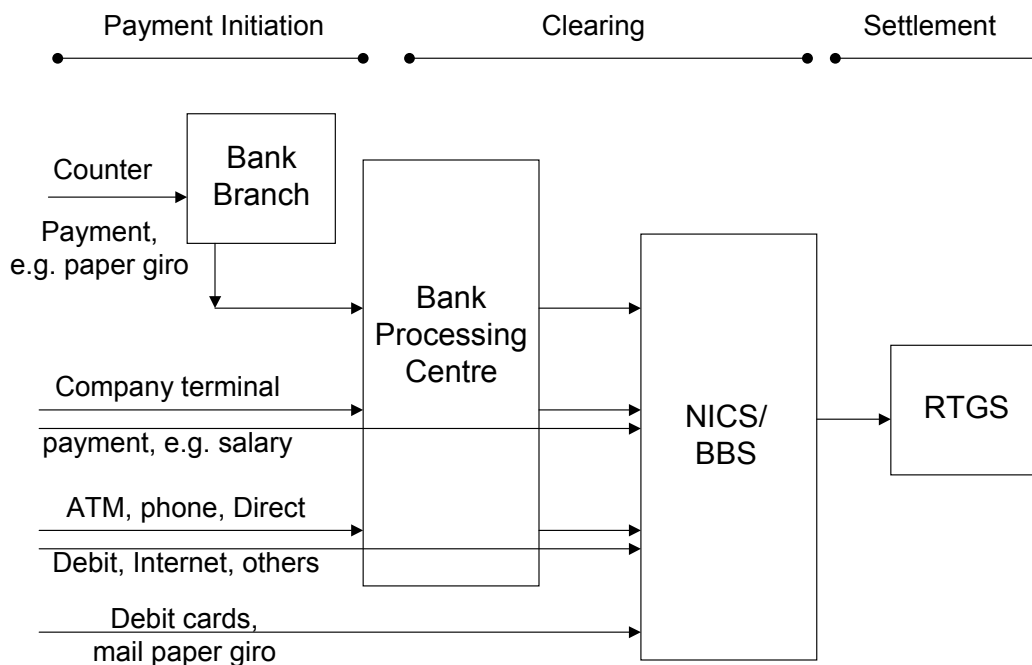 Payment Initiation
Clearing
Settlement
Counter
Payment,
e.g. paper giro
Bank
Branch
Bank
Processing
Centre
Company terminal
payment, e.g. salary
ATM, phone, Direct
Debit, Internet, others
Debit cards,
mail paper giro
NICS/
BBS
RTGS